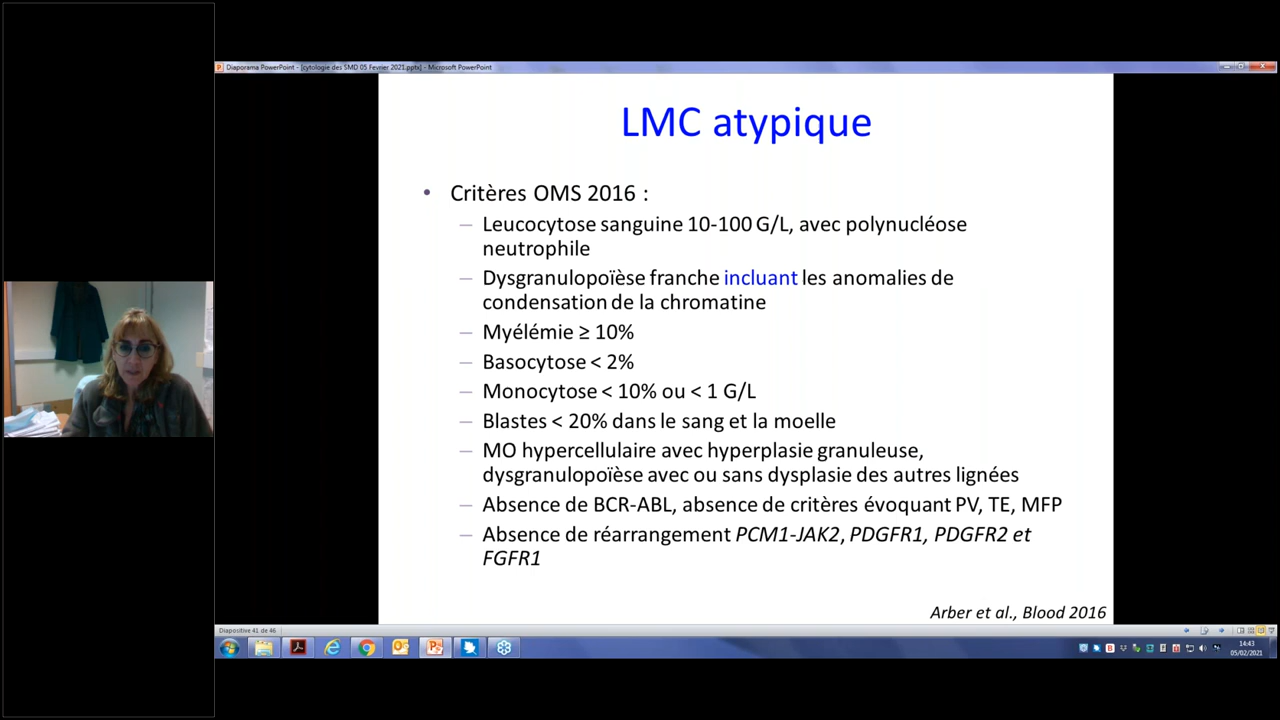 Diaporama PowerPoint - [cytologie des SMD 05 Fevrier 2021.pptx] - Microsoft PowerPoint
LMC atypique
• Critères OMS 2016 :
– Leucocytose sanguine 10-100 G/L, avec polynucléose
neutrophile
– Dysgranulopoïèse franche incluant les anomalies de
condensation de la chromatine
– Myélémie ≥ 10%
– Basocytose < 2%
– Monocytose < 10% ou < 1 G/L
– Blastes < 20% dans le sang et la moelle
– MO hypercellulaire avec hyperplasie granuleuse,
dysgranulopoïèse avec ou sans dysplasie des autres lignées
– Absence de BCR-ABL, absence de critères évoquant PV, TE, MFP
– Absence de réarrangement PCM1-JAK2, PDGFR1, PDGFR2 et
FGFR1
Arber et al., Blood 2016
Diapositive 41 de 46
14:43
05/02/2021